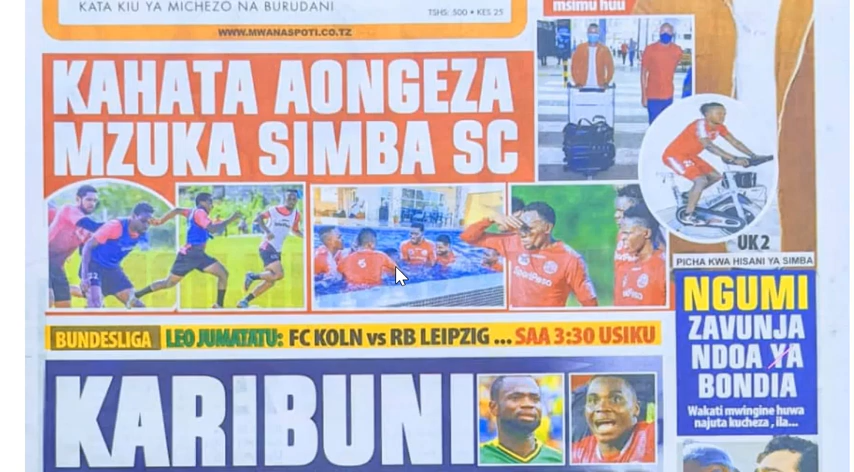 KATA KIU YA MICHEZO NA BURUDANI
TSHS: 500 • KES 25
WWW.MWANASPOTI.CO.TZ
msimu huu
KAHATA AONGEZA
MZUKA SIMBA SC
SportPesa
UK 2
PICHA KWA HISANI YA SIMBA
BUNDESLIGA LEO JUMATATU: FC KOLN vs RB LEIPZIG ... SAA 3:30 USIKU
NGUMI
ZAVUNJA
NDOA YA
BONDIA
Wakati mwingine huwa
najuta kucheza , ila...
KARIBUNI